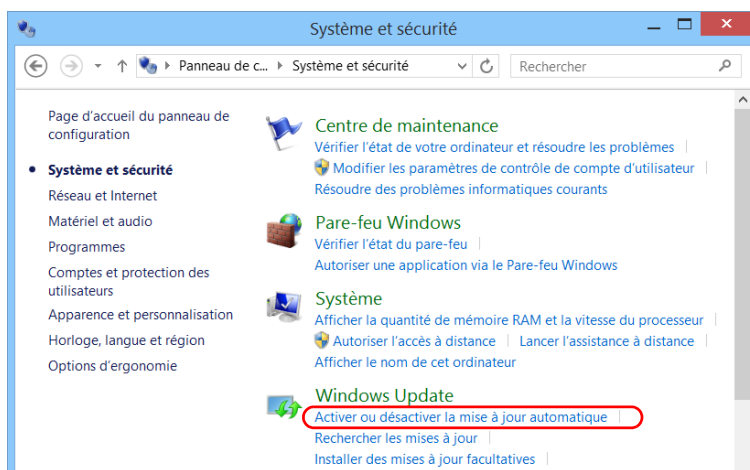 Système et sécurité
Panneau de c... Système et sécurité Rechercher
Page d'accueil du panneau de
configuration
Système et sécurité
Réseau et Internet
Matériel et audio
Programmes
Comptes et protection des
utilisateurs
Apparence et personnalisation
Horloge, langue et région
Options d'ergonomie
Centre de maintenance
Vérifier l'état de votre ordinateur et résoudre les problèmes
Modifier les paramètres de contrôle de compte d'utilisateur
Résoudre des problèmes informatiques courants
Pare-feu Windows
Vérifier l'état du pare-feu
Autoriser une application via le Pare-feu Windows
Système
Afficher la quantité de mémoire RAM et la vitesse du processeur
Autoriser l'accès à distance Lancer l'assistance à distance
Afficher le nom de cet ordinateur
Windows Update
Activer ou désactiver la mise à jour automatique
Rechercher les mises à jour
Installer des mises à jour facultatives